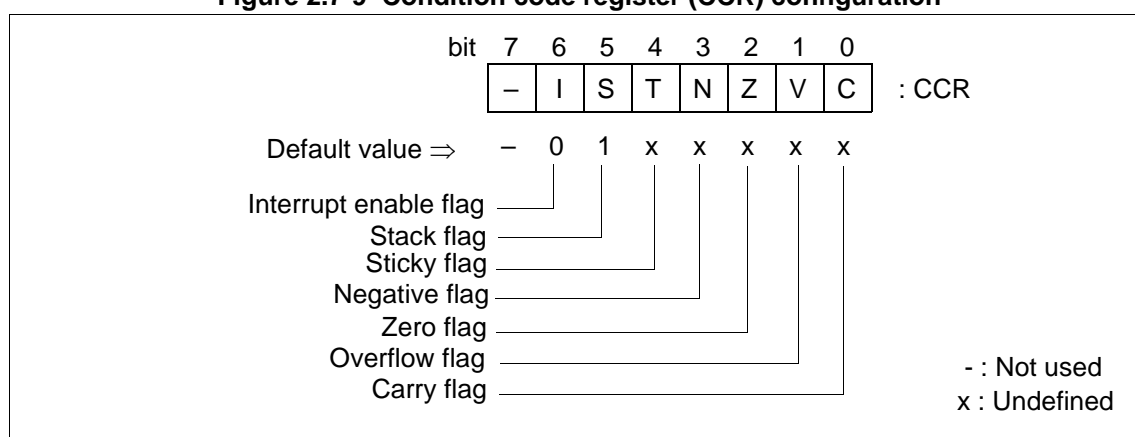 Figure 2.7-5 Condition code register (CCR) configuration
bit 7 6 5 4 3 2 1 0
– I S T N Z V C : CCR
Default value ⇒ – 0 1 x x x x x
Interrupt enable flag
Stack flag
Sticky flag
Negative flag
Zero flag
Overflow flag
Carry flag
- : Not used
x : Undefined